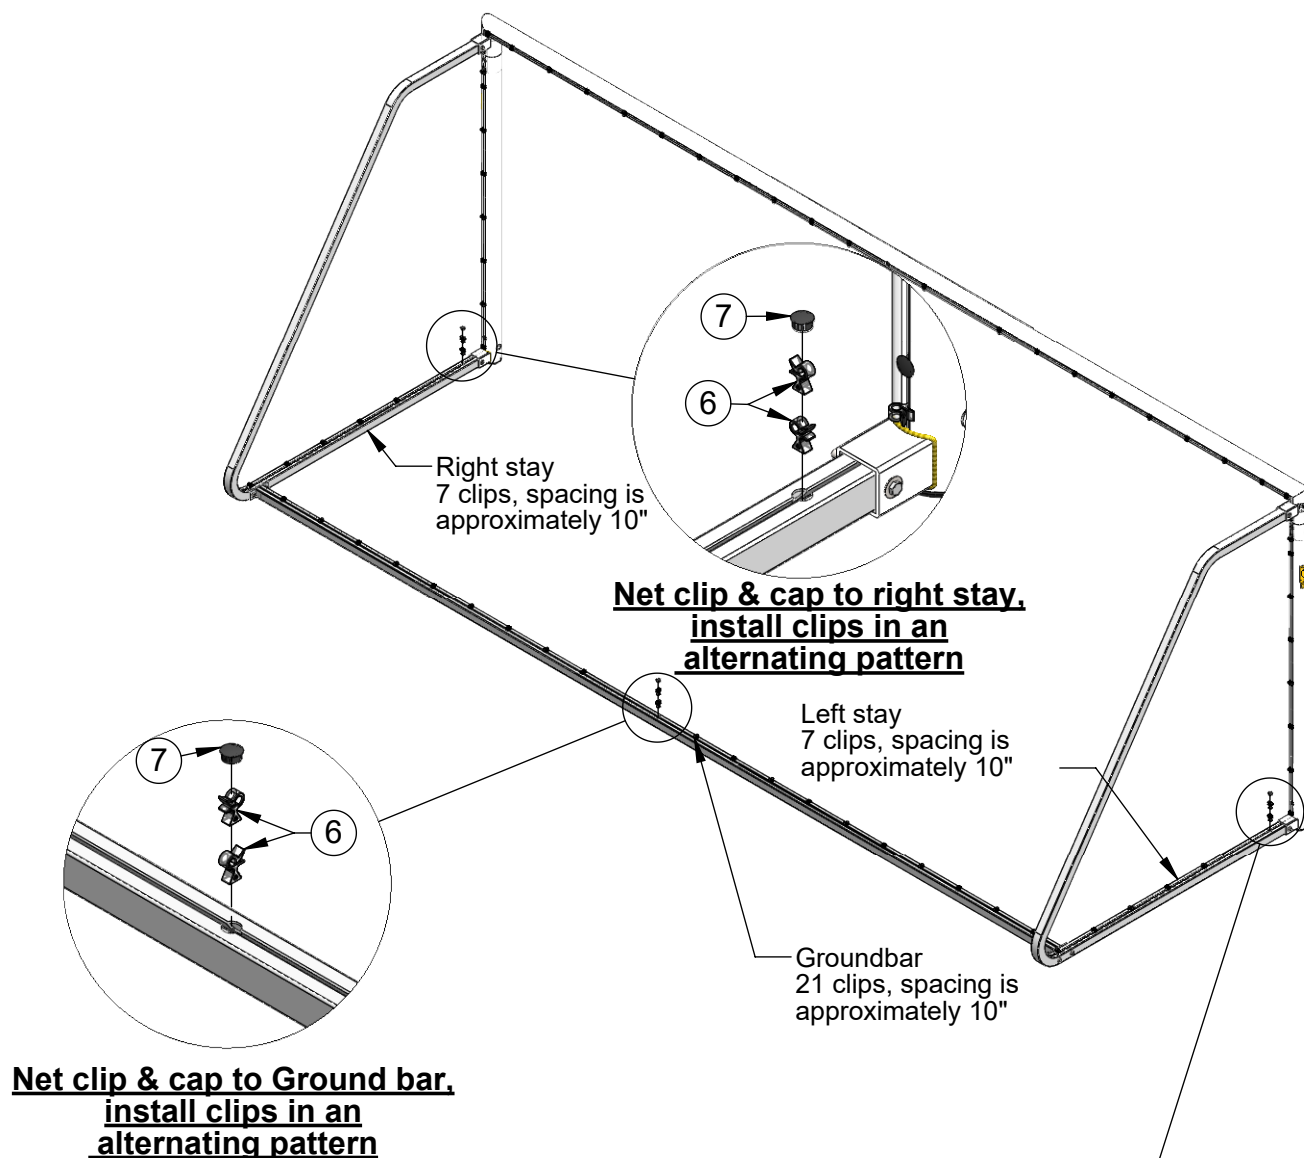 7
6
Right stay
7 clips, spacing is
approximately 10"
Net clip & cap to right stay,
install clips in an
alternating pattern
Left stay
7 clips, spacing is
approximately 10"
7
6
Groundbar
21 clips, spacing is
approximately 10"
Net clip & cap to Ground bar,
install clips in an
alternating pattern